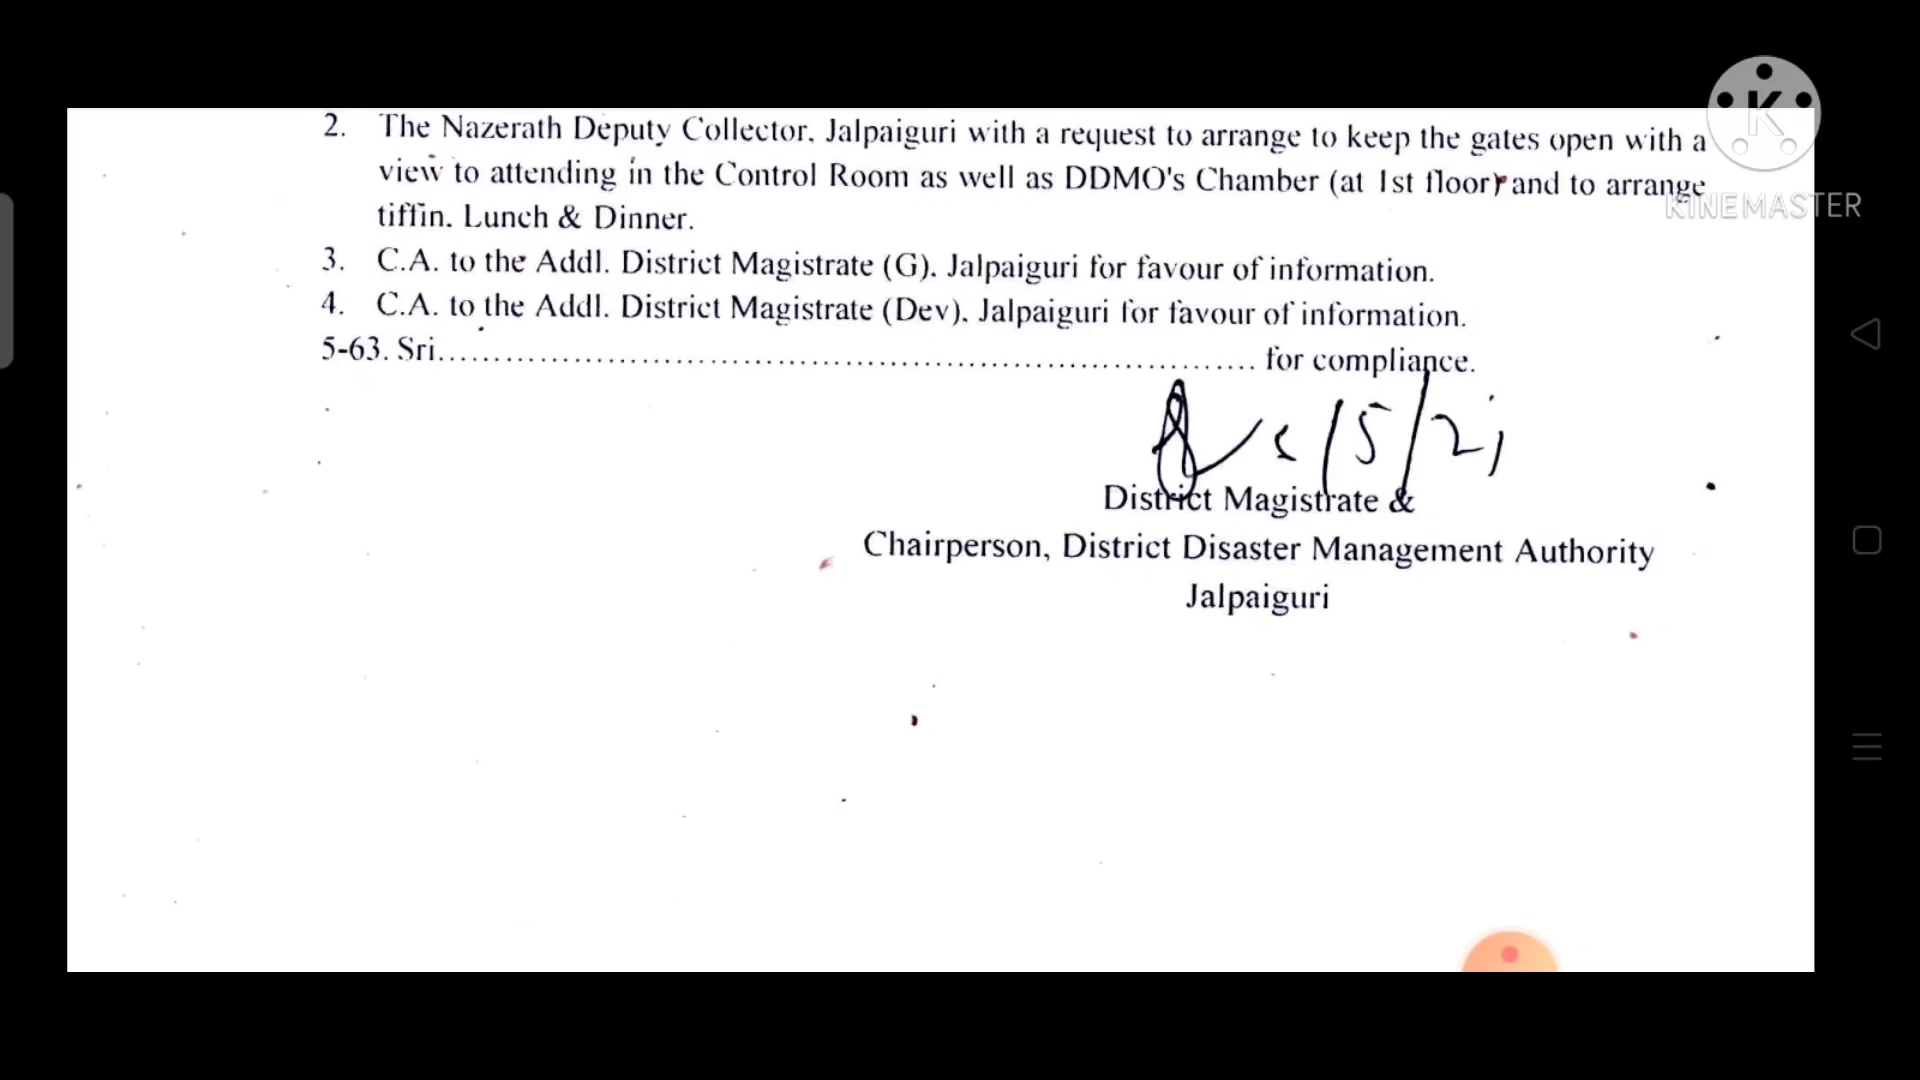 2. The Nazerath Deputy Collector, Jalpaiguri with a request to arrange to keep the gates open with a
view to attending in the Control Room as well as DDMO's Chamber (at 1st floor) and to arrange
tiffin, Lunch & Dinner.
3. C.A. to the Addl. District Magistrate (G), Jalpaiguri for favour of information.
4. C.A. to the Addl. District Magistrate (Dev), Jalpaiguri for favour of information.
5-63. Sri........................................................................................ for compliance.
/5/21
District Magistrate &
Chairperson, District Disaster Management Authority
Jalpaiguri
K
KINEMASTER